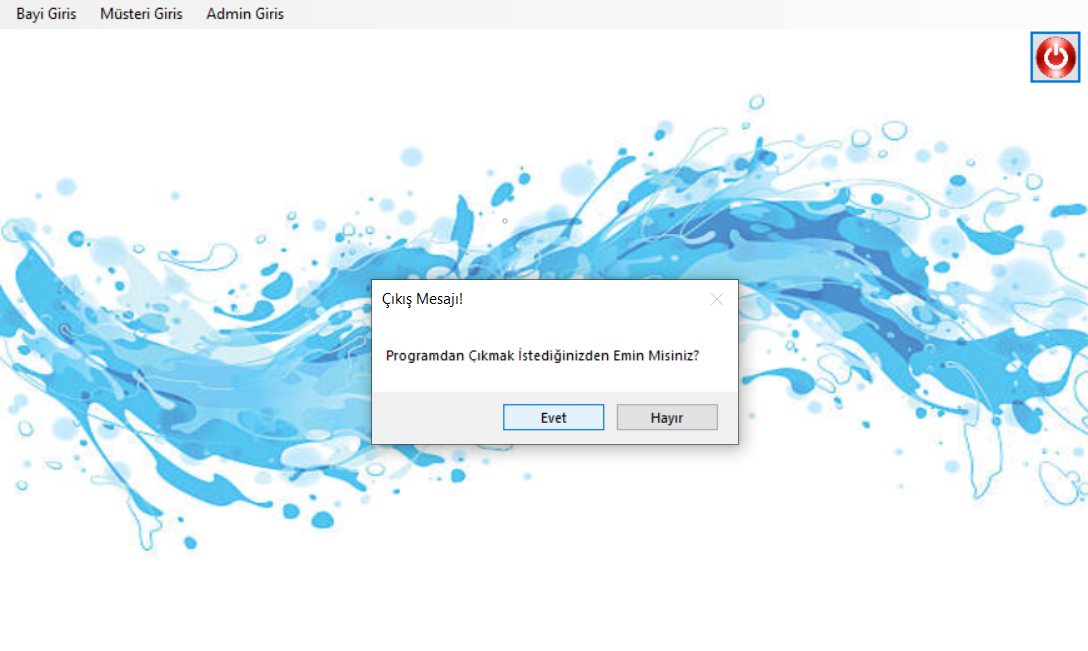 Bayi Giris Müsteri Giris Admin Giris
Çıkış Mesajı!
Programdan Çıkmak İstediğinizden Emin Misiniz?
Evet Hayır